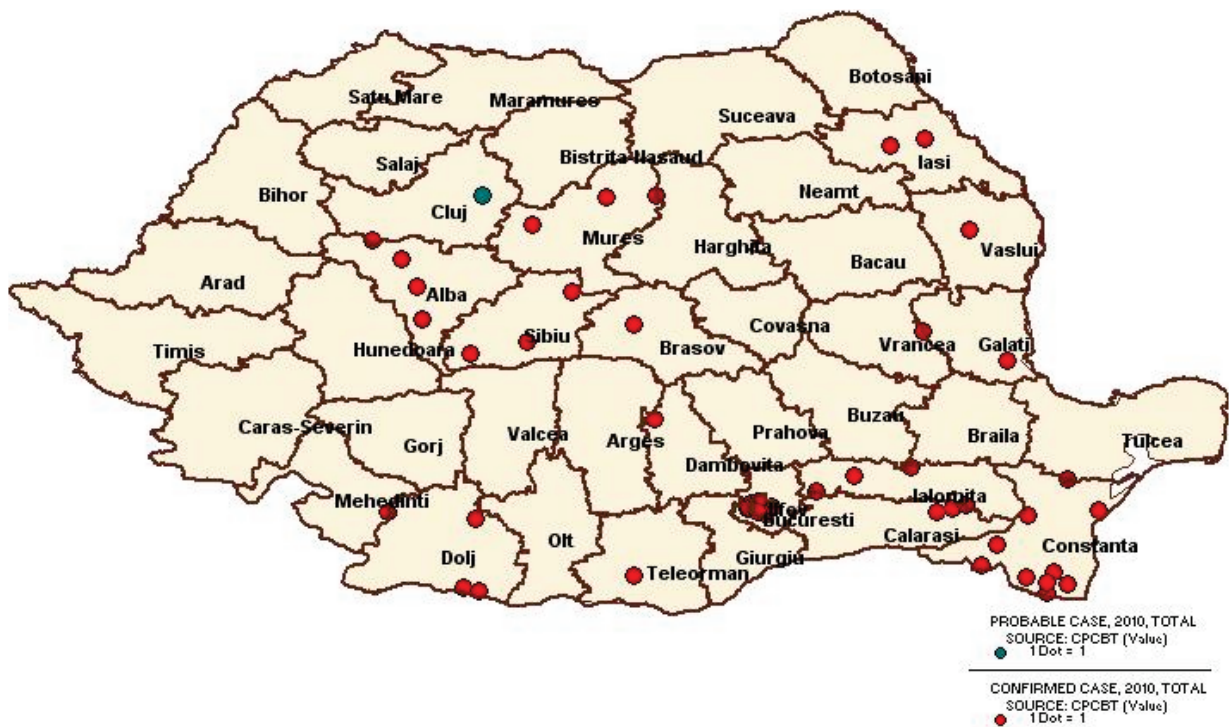 Botosani
Satu Mare
Maramures
Suceava
Iasi
Salaj
Bistrita-Nasaud
Neamt
Bihor
Cluj
Mures
Harghita
Vaslui
Bacau
Arad
Alba
Covasna
Sibiu
Timis
Hunedoara
Brasov
Vrancea
Galati
Buzau
Caras-Severin
Valcea
Arges
Prahova
Braila
Tulcea
Gorj
Dambovita
Mehedinti
Ialomita
Ilfov
Bucuresti
Calarasi
Olt
Constanta
Dolj
Giurgiu
Teleorman
PROBABLE CASE, 2010, TOTAL
SOURCE: CPCBT (Value)
1 Dot = 1
CONFIRMED CASE, 2010, TOTAL
SOURCE: CPCBT (Value)
1 Dot = 1